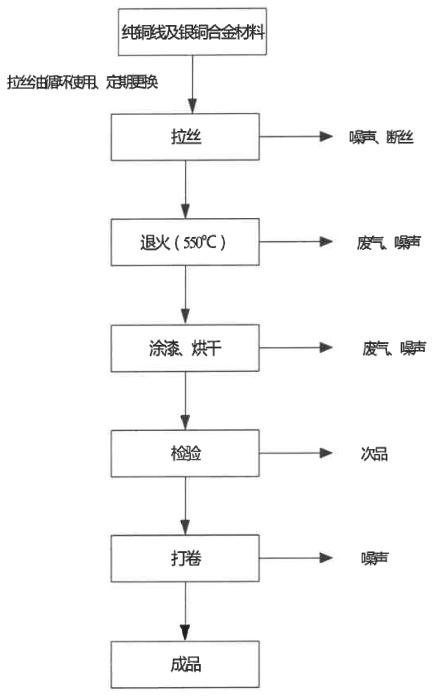 纯铜线及银铜合金材料
拉丝油循环使用、定期更换
拉丝
噪声、断丝
退火（550℃）
废气、噪声
涂漆、烘干
废气、噪声
检验
次品
打卷
噪声
成品